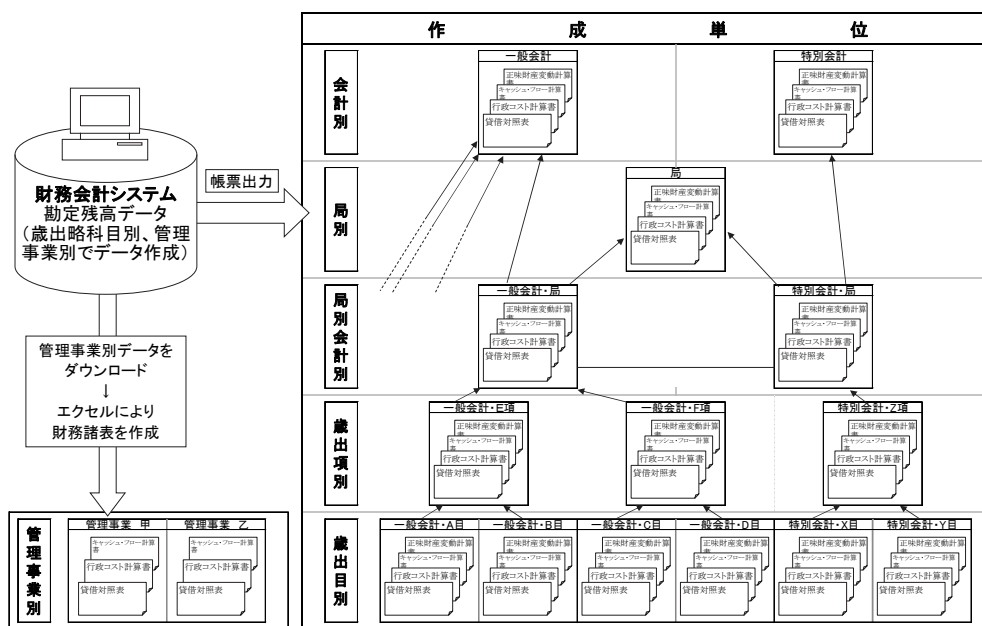 作成単位
会計別
一般会計
正味財産変動計算書
キャッシュ・フロー計算書
行政コスト計算書
貸借対照表
特別会計
正味財産変動計算書
キャッシュ・フロー計算書
行政コスト計算書
貸借対照表
財務会計システム
勘定残高データ
（歳出略科目別、管理
事業別でデータ作成）
帳票出力
局別
局
正味財産変動計算書
キャッシュ・フロー計算書
行政コスト計算書
貸借対照表
局別会計別
一般会計・局
正味財産変動計算書
キャッシュ・フロー計算書
行政コスト計算書
貸借対照表
特別会計・局
正味財産変動計算書
キャッシュ・フロー計算書
行政コスト計算書
貸借対照表
管理事業別データを
ダウンロード
↓
エクセルにより
財務諸表を作成
歳出項別
一般会計・E項
正味財産変動計算書
キャッシュ・フロー計算書
行政コスト計算書
貸借対照表
一般会計・F項
正味財産変動計算書
キャッシュ・フロー計算書
行政コスト計算書
貸借対照表
特別会計・Z項
正味財産変動計算書
キャッシュ・フロー計算書
行政コスト計算書
貸借対照表
管理事業別
管理事業 甲
キャッシュ・フロー計算書
行政コスト計算書
貸借対照表
管理事業 乙
キャッシュ・フロー計算書
行政コスト計算書
貸借対照表
歳出目別
一般会計・A目
正味財産変動計算書
キャッシュ・フロー計算書
行政コスト計算書
貸借対照表
一般会計・B目
正味財産変動計算書
キャッシュ・フロー計算書
行政コスト計算書
貸借対照表
一般会計・C目
正味財産変動計算書
キャッシュ・フロー計算書
行政コスト計算書
貸借対照表
一般会計・D目
正味財産変動計算書
キャッシュ・フロー計算書
行政コスト計算書
貸借対照表
特別会計・X目
正味財産変動計算書
キャッシュ・フロー計算書
行政コスト計算書
貸借対照表
特別会計・Y目
正味財産変動計算書
キャッシュ・フロー計算書
行政コスト計算書
貸借対照表